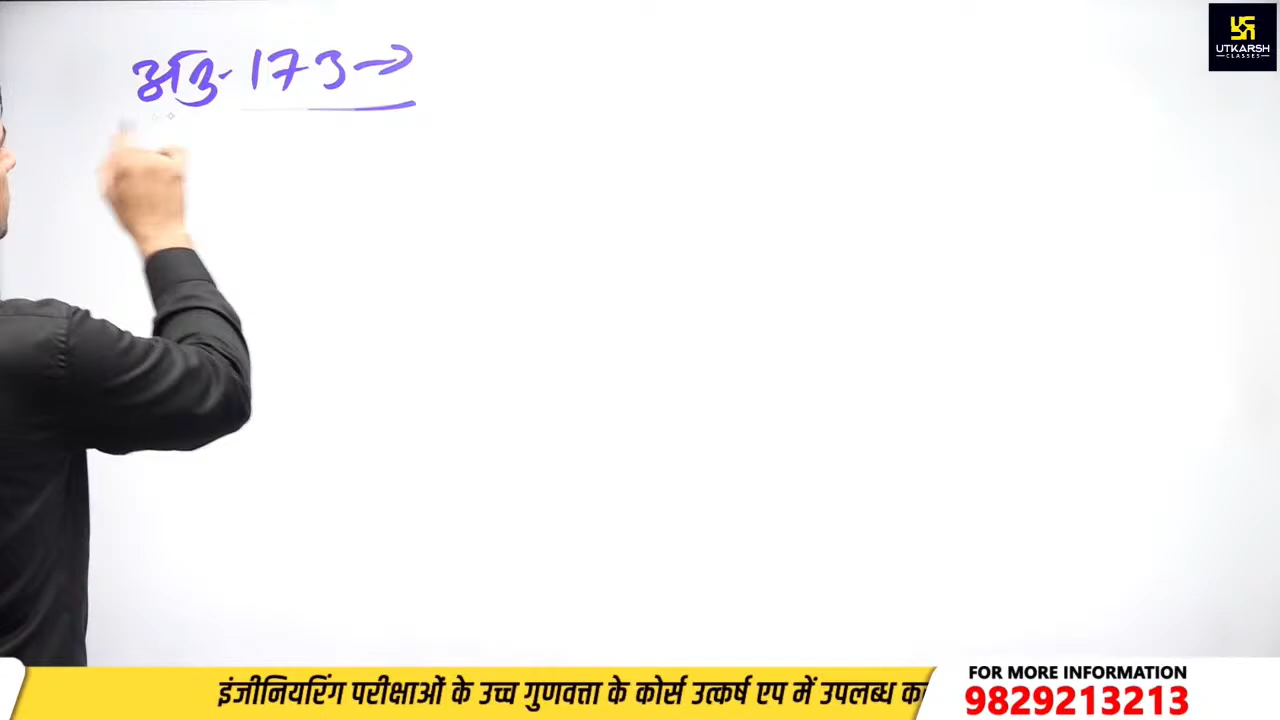 अनु. 173 →
UTKARSH
CLASSES
इंजीनियरिंग परीक्षाओं के उच्च गुणवत्ता के कोर्स उत्कर्ष एप में उपलब्ध
FOR MORE INFORMATION
9829213213